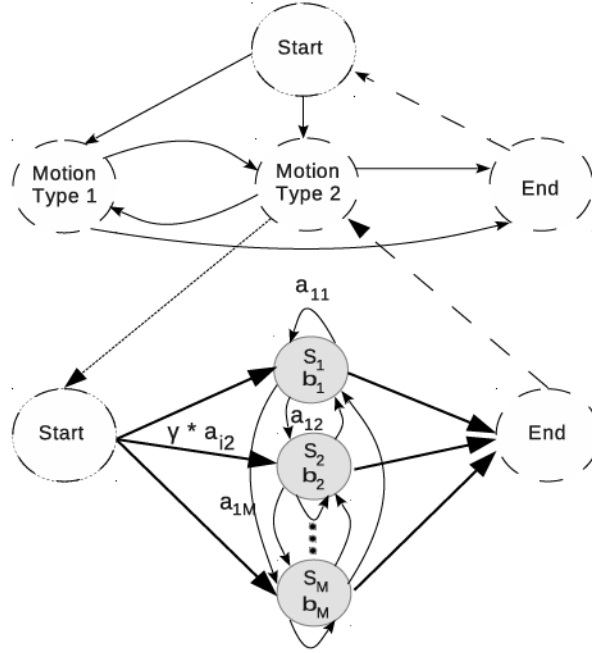 Start
Motion
Type 1
Motion
Type 2
End
a11
Start
y * ai2
S1
b1
a12
S2
b2
a1M
SM
bM
End